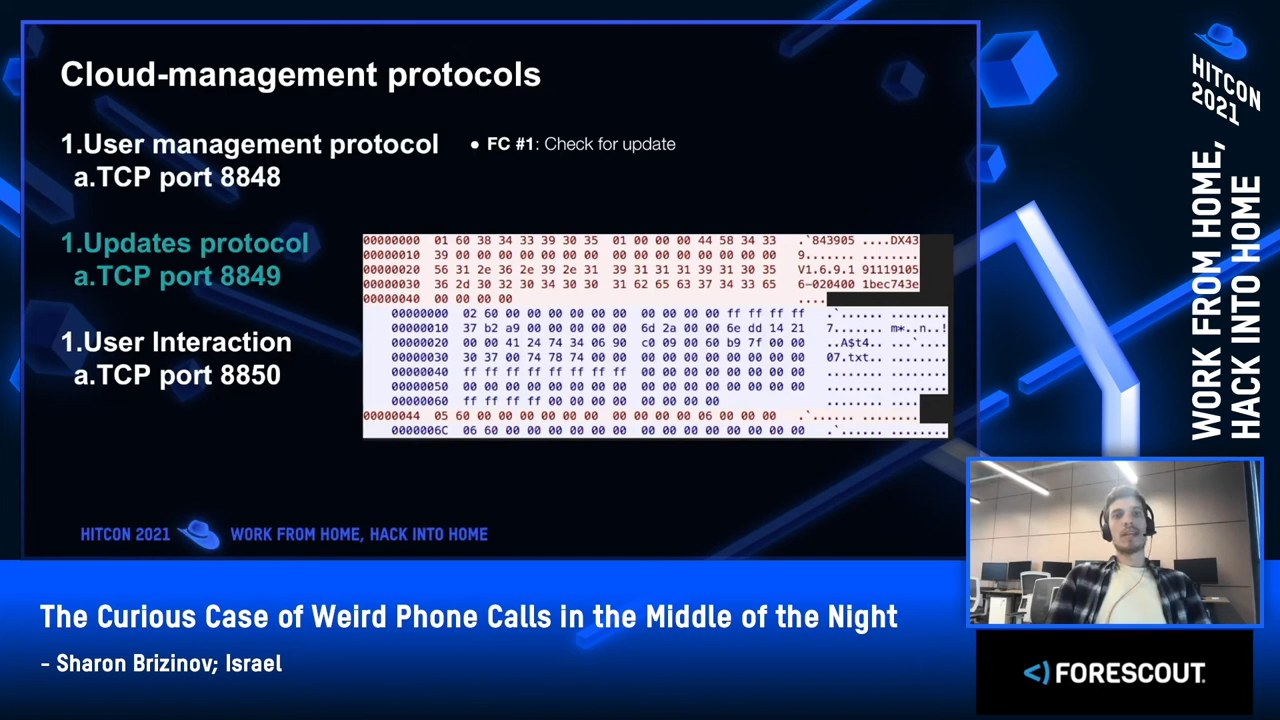 Cloud-management protocols
1.User management protocol
a.TCP port 8848
• FC #1: Check for update
1.Updates protocol
a.TCP port 8849
1.User Interaction
a.TCP port 8850
00000000 01 60 38 34 33 39 30 35 01 00 00 00 44 58 34 33 .`843905 ....DX43
00000010 39 00 00 00 00 00 00 00 00 00 00 00 00 00 00 00 9....... ........
00000020 56 31 2e 36 2e 39 2e 31 39 31 31 31 39 31 30 35 V1.6.9.1 91119105
00000030 36 2d 30 32 30 34 30 30 31 62 65 63 37 34 33 65 6-020400 1bec743e
00000040 00 00 00 00 ....
00000000 02 60 00 00 00 00 00 00 00 00 00 00 ff ff ff ff .`...... ........
00000010 37 b2 a9 00 00 00 00 00 6d 2a 00 00 6e dd 14 21 7....... m*..n..!
00000020 00 00 41 24 74 34 06 90 c0 09 00 60 b9 7f 00 00 ..A$t4.. ...`....
00000030 30 37 00 74 78 74 00 00 00 00 00 00 00 00 00 00 07.txt.. ........
00000040 ff ff ff ff ff ff ff ff 00 00 00 00 00 00 00 00 ........ ........
00000050 00 00 00 00 00 00 00 00 00 00 00 00 00 00 00 00 ........ ........
00000060 ff ff ff ff 00 00 00 00 00 00 00 00 ........ ....
00000044 05 60 00 00 00 00 00 00 00 00 00 00 06 00 00 00 .`...... ........
0000006C 06 60 00 00 00 00 00 00 00 00 00 00 00 00 00 00 .`...... ........
HITCON 2021 WORK FROM HOME, HACK INTO HOME
HITCON
2021
WORK FROM HOME,
HACK INTO HOME
The Curious Case of Weird Phone Calls in the Middle of the Night
– Sharon Brizinov; Israel
<) FORESCOUT.